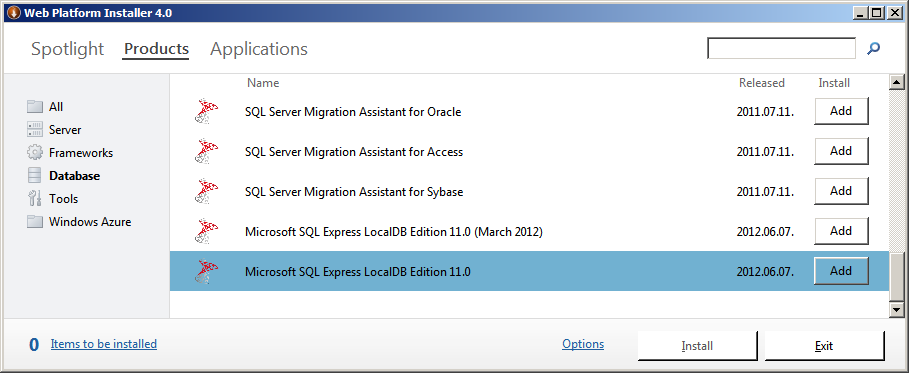 Web Platform Installer 4.0
Spotlight Products Applications
Name Released Install
All
Server
Frameworks
Database
Tools
Windows Azure
SQL Server Migration Assistant for Oracle 2011.07.11. Add
SQL Server Migration Assistant for Access 2011.07.11. Add
SQL Server Migration Assistant for Sybase 2011.07.11. Add
Microsoft SQL Express LocalDB Edition 11.0 (March 2012) 2012.06.07. Add
Microsoft SQL Express LocalDB Edition 11.0 2012.06.07. Add
0 Items to be installed Options Install Exit